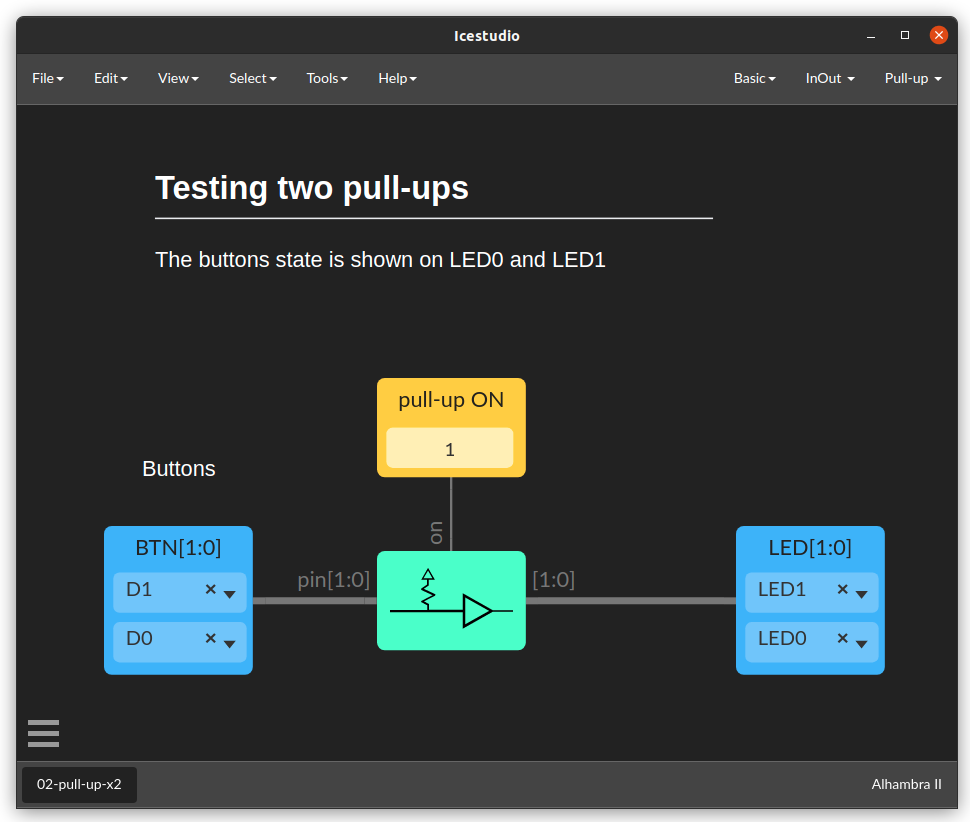 Icestudio
File Edit View Select Tools Help Basic InOut Pull-up
Testing two pull-ups
The buttons state is shown on LED0 and LED1
pull-up ON
1
Buttons
on
BTN[1:0]
D1
D0
pin[1:0]
[1:0]
LED[1:0]
LED1
LED0
02-pull-up-x2
Alhambra II